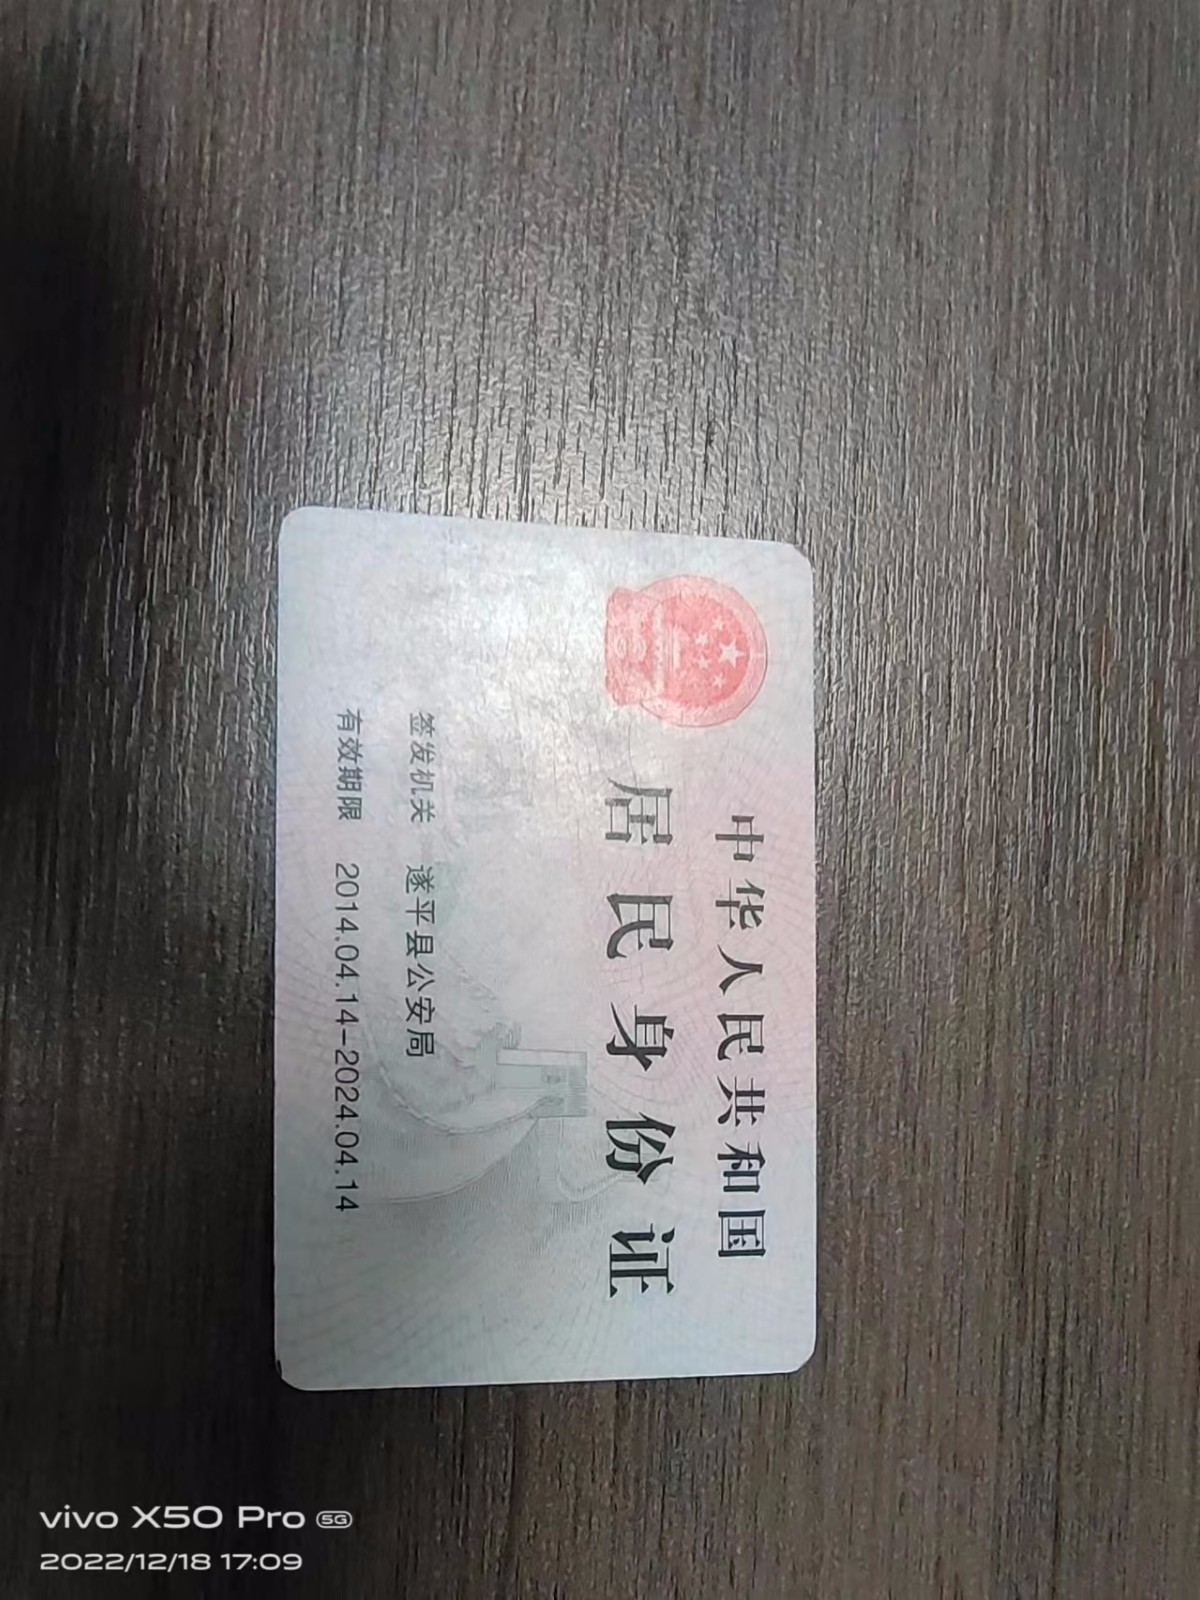 中华人民共和国
居民身份证
签发机关 遂平县公安局
有效期限 2014.04.14-2024.04.14
vivo X50 Pro 5G
2022/12/18 17:09